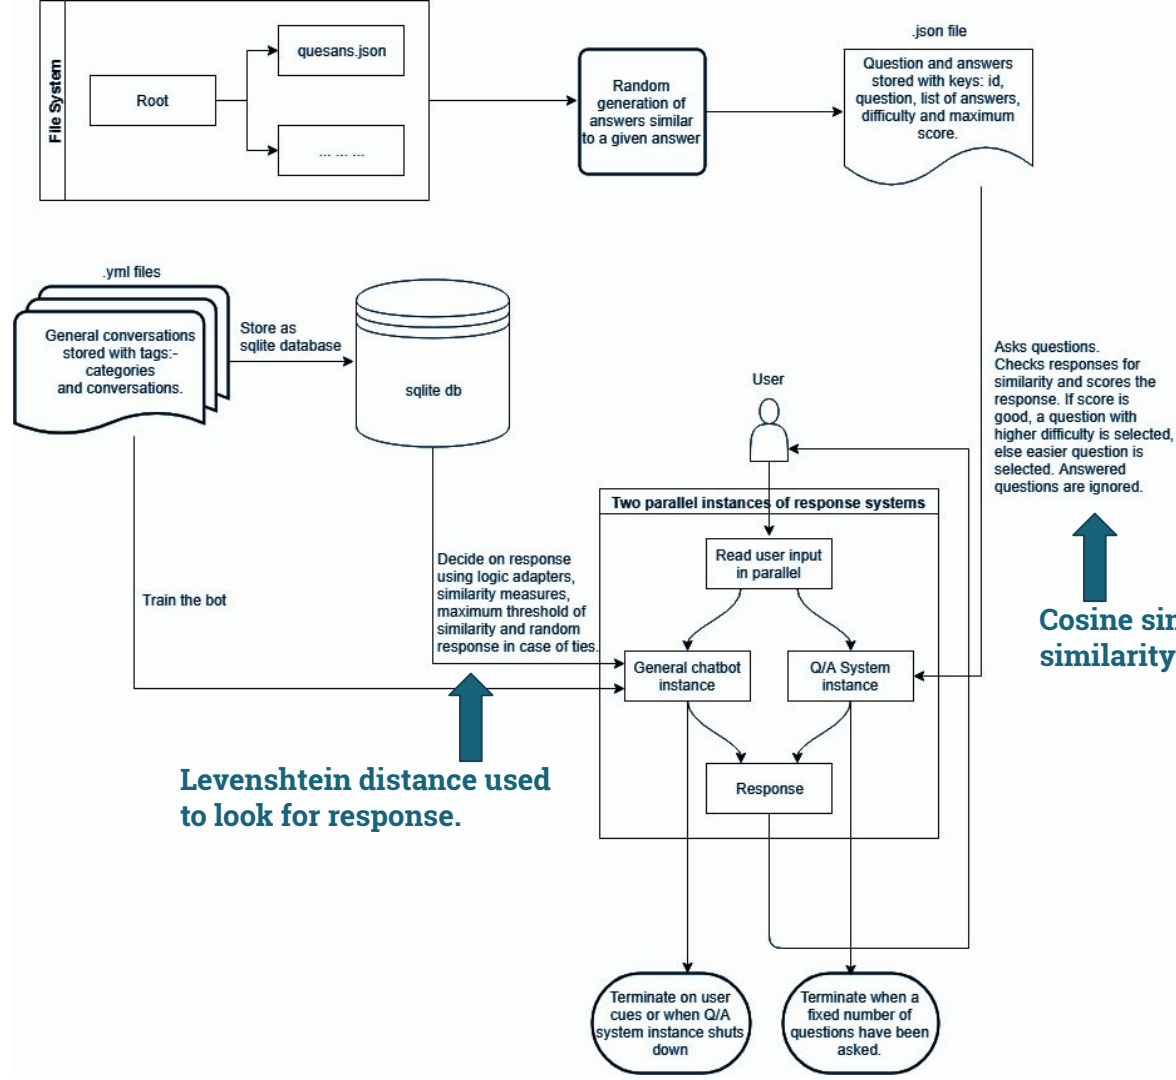 File System
Root
quesans.json
... ... ...
Random
generation of
answers similar
to a given answer
.json file
Question and answers
stored with keys: id,
question, list of answers,
difficulty and maximum
score.
.yml files
General conversations
stored with tags:-
categories
and conversations.
Store as
sqlite database
sqlite db
User
Asks questions.
Checks responses for
similarity and scores the
response. If score is
good, a question with
higher difficulty is selected,
else easier question is
selected. Answered
questions are ignored.
Two parallel instances of response systems
Read user input
in parallel
Decide on response
using logic adapters,
similarity measures,
maximum threshold of
similarity and random
response in case of ties.
Train the bot
Cosine
similarity
General chatbot
instance
Q/A System
instance
Levenshtein distance used
to look for response.
Response
Terminate on user
cues or when Q/A
system instance shuts
down
Terminate when a
fixed number of
questions have been
asked.